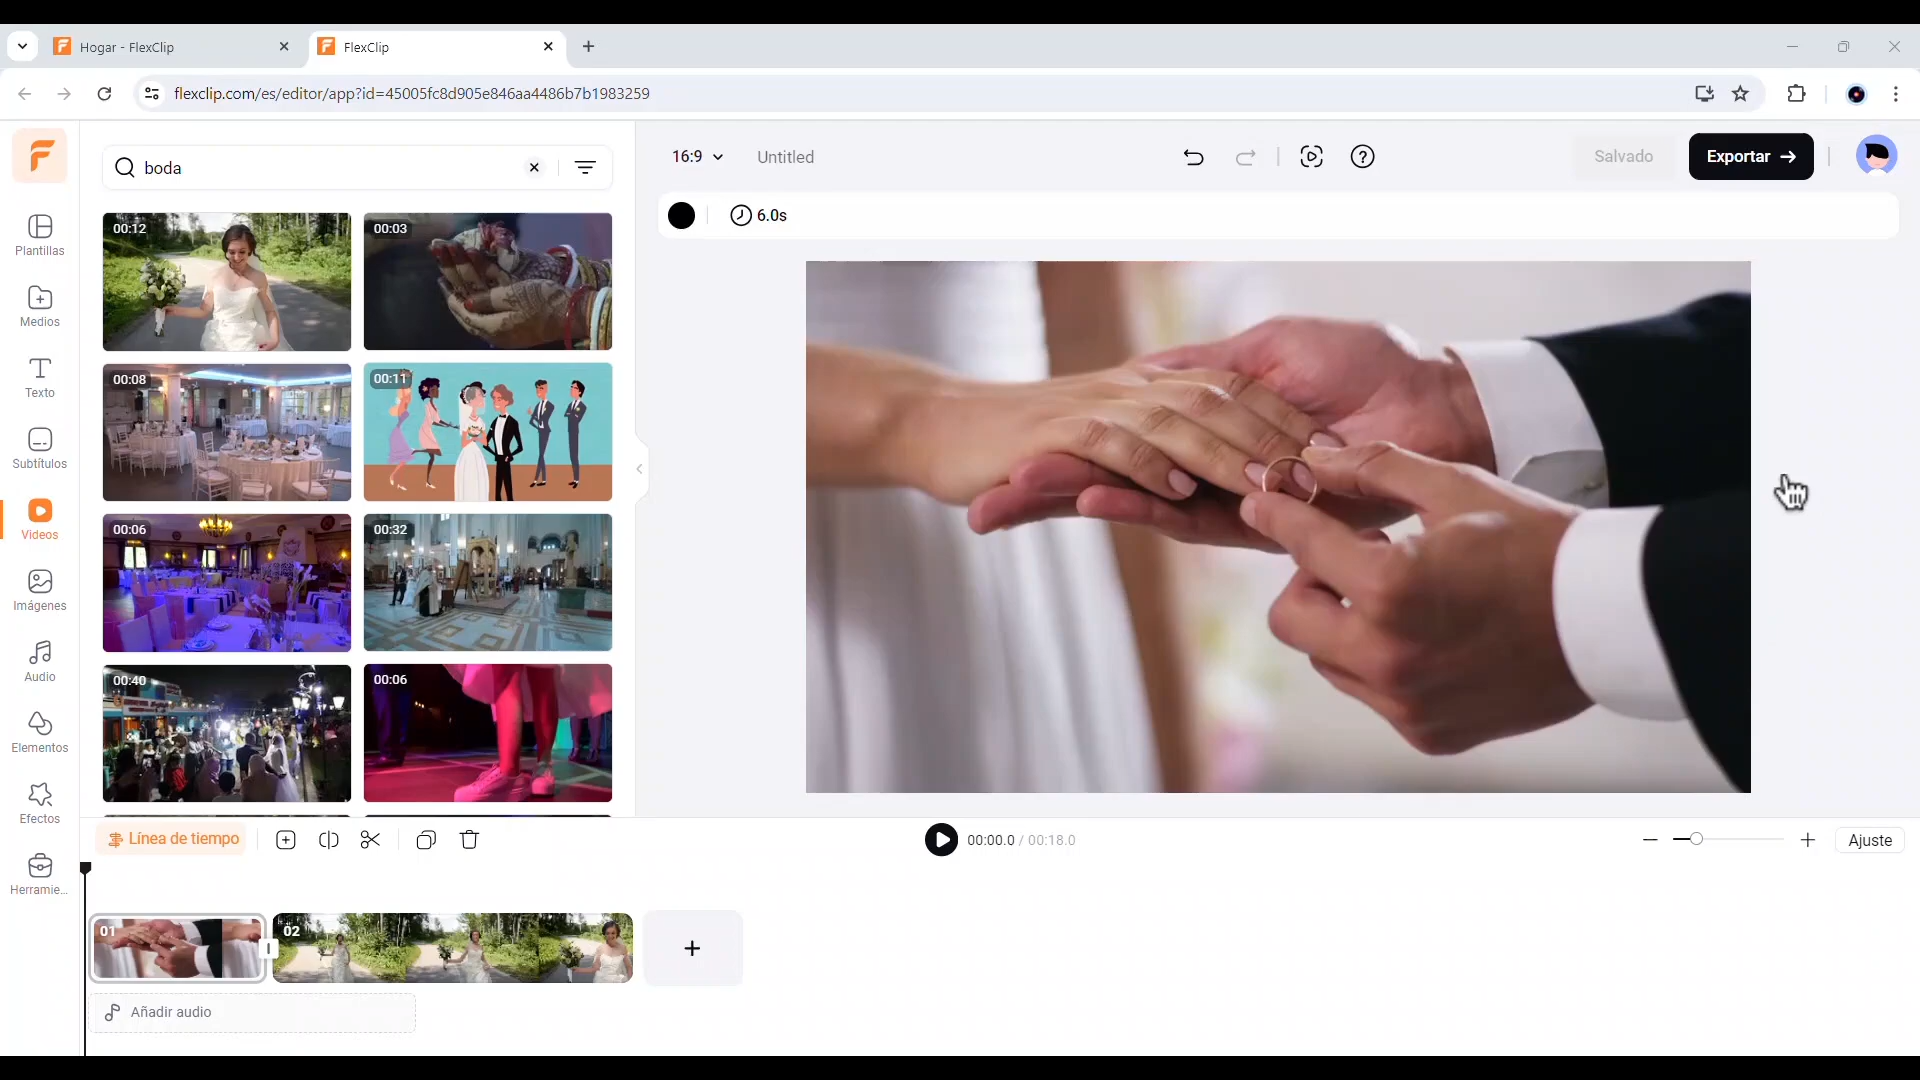 Hogar - FlexClip
FlexClip
flexclip.com/es/editor/app?id=45005fc8d905e846aa4486b7b1983259
boda
16:9
Untitled
Salvado
Exportar
6.0s
Plantillas
Medios
Texto
Subtítulos
Videos
Imágenes
Audio
Elementos
Efectos
Herramie...
00:12
00:03
00:08
00:11
00:06
00:32
00:40
00:06
Línea de tiempo
00:00.0 / 00:18.0
Ajuste
01
02
Añadir audio